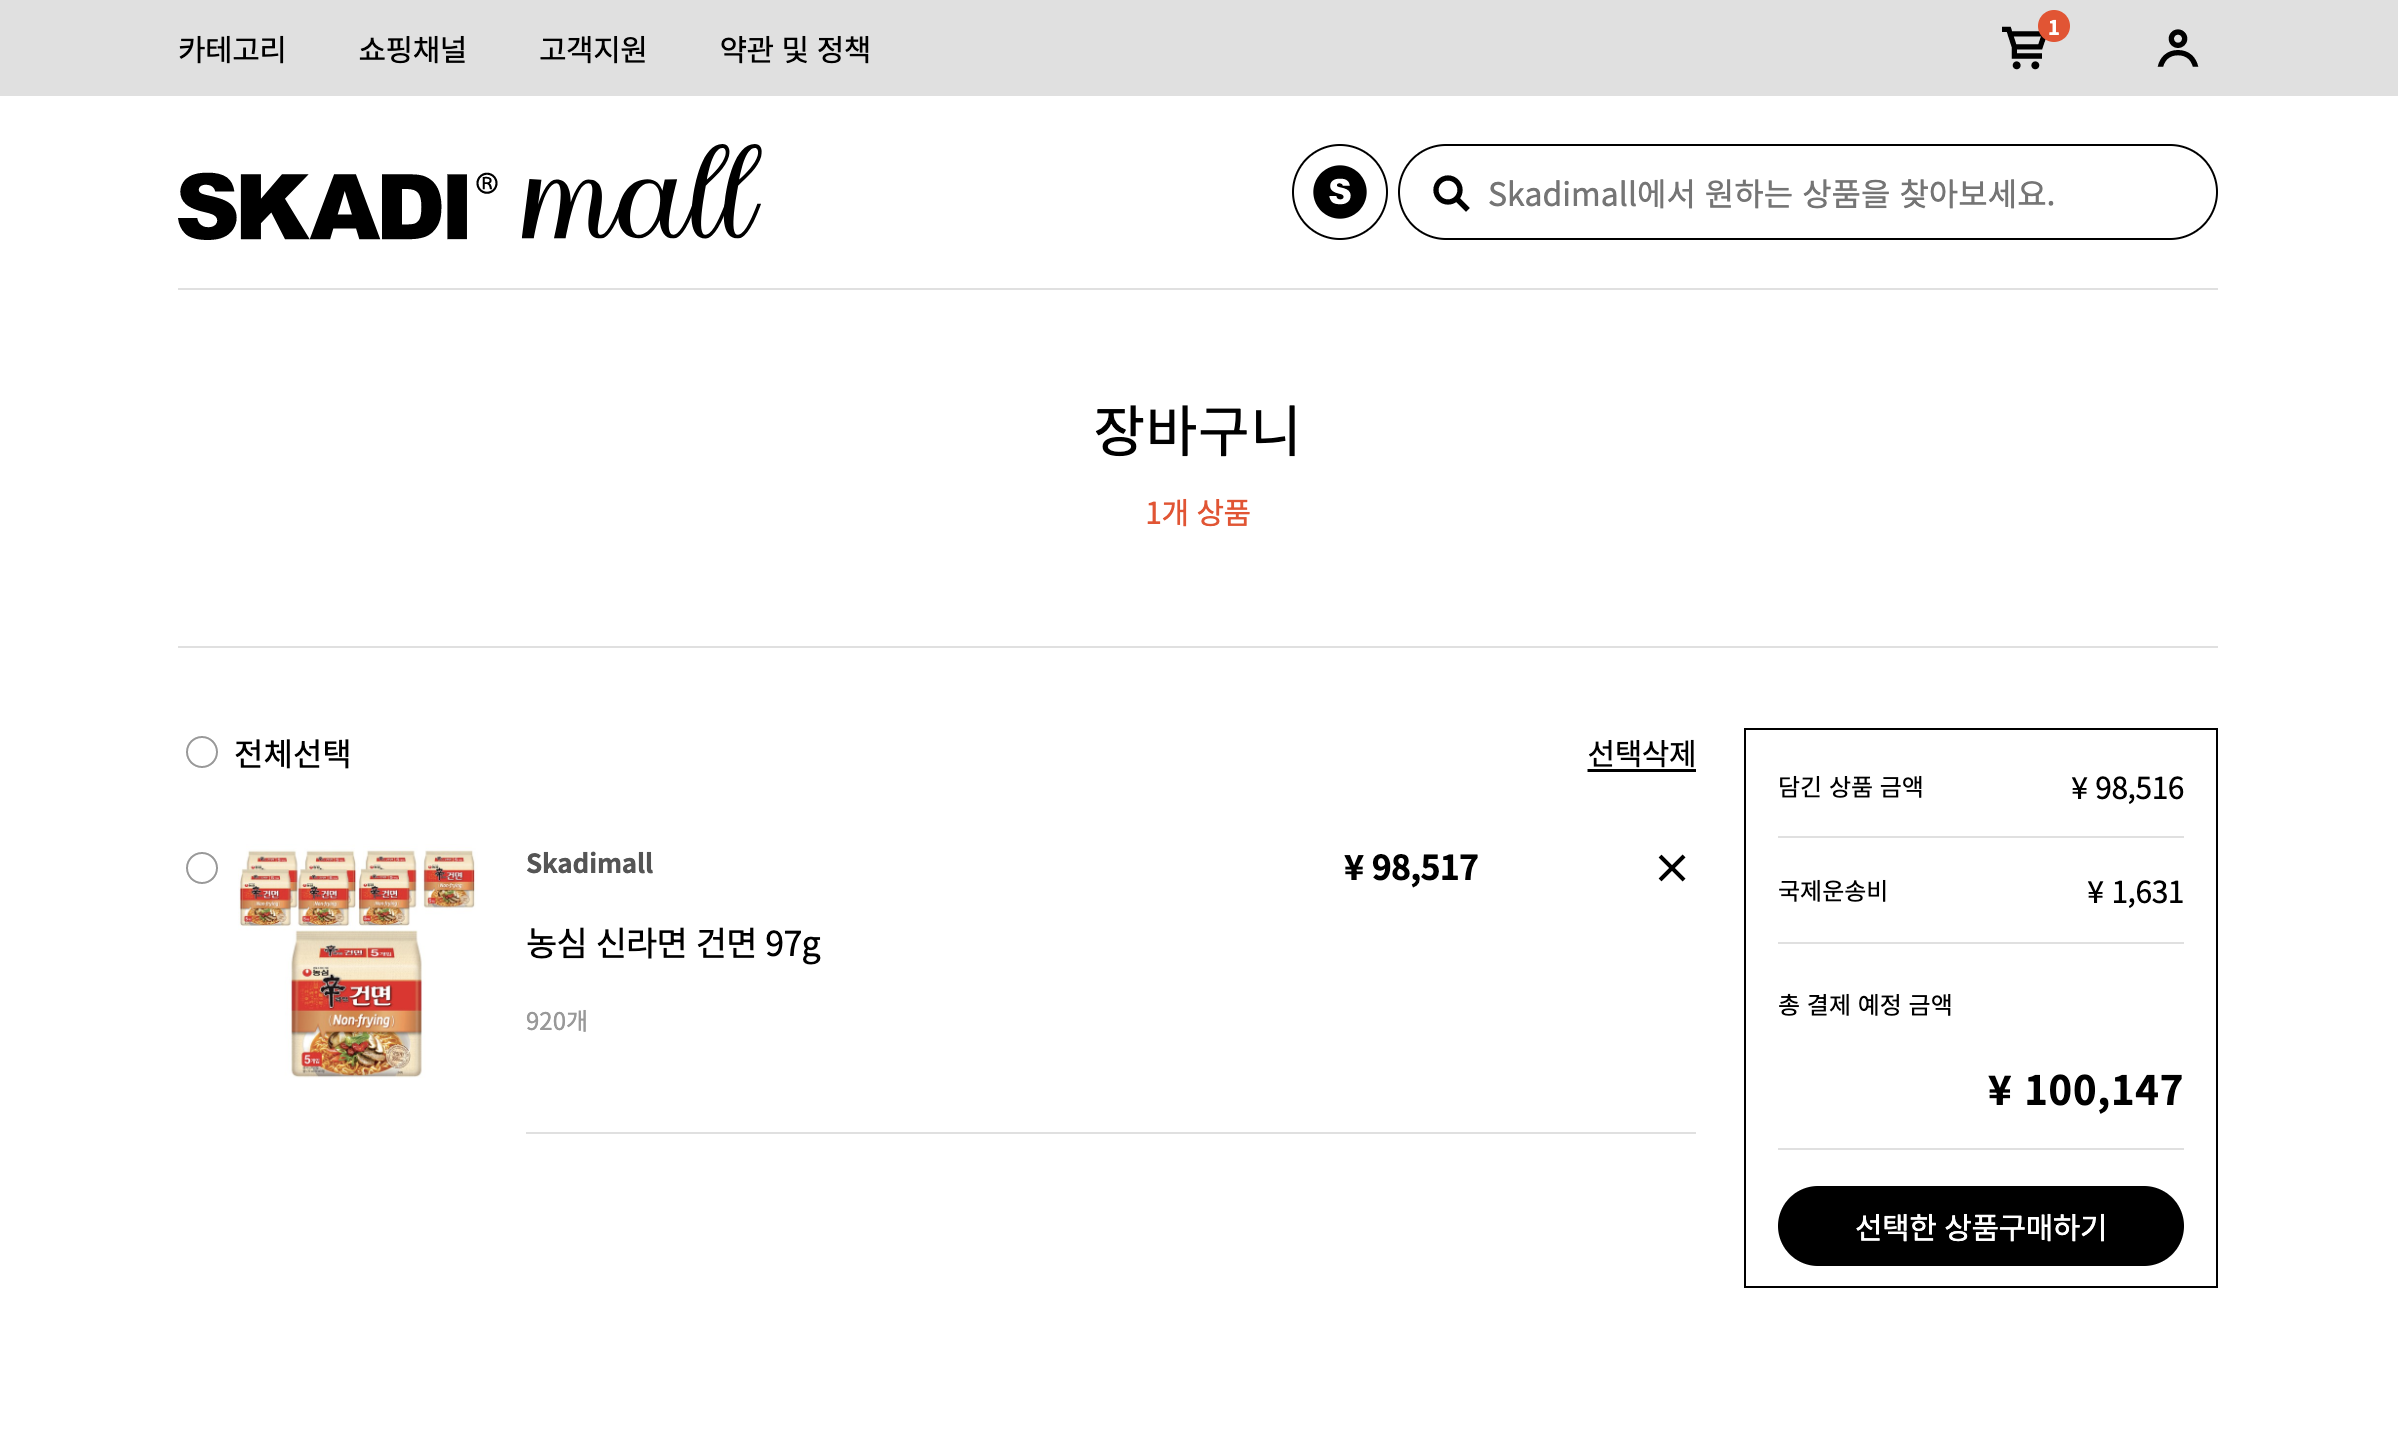 카테고리 쇼핑채널 고객지원 약관 및 정책 1
SKADI® mall S Skadimall에서 원하는 상품을 찾아보세요.
장바구니
1개 상품
전체선택 선택삭제
Skadimall ¥ 98,517
농심 신라면 건면 97g
920개
건면 5
농심
辛 건면
(Non-frying)
5개입
담긴 상품 금액 ¥ 98,516
국제운송비 ¥ 1,631
총 결제 예정 금액
¥ 100,147
선택한 상품구매하기